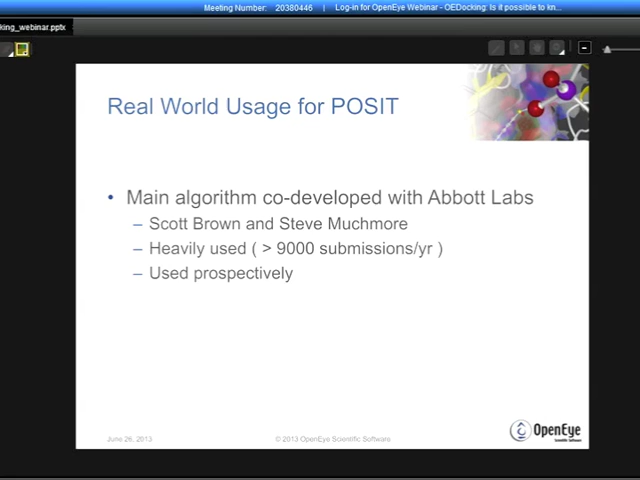 Meeting Number: 20380446 | Log-in for OpenEye Webinar - OEDocking: Is it possible to kn...
king_webinar.pptx
Real World Usage for POSIT
• Main algorithm co-developed with Abbott Labs
– Scott Brown and Steve Muchmore
– Heavily used ( > 9000 submissions/yr )
– Used prospectively
June 26, 2013
© 2013 OpenEye Scientific Software
OpenEye
Scientific Software